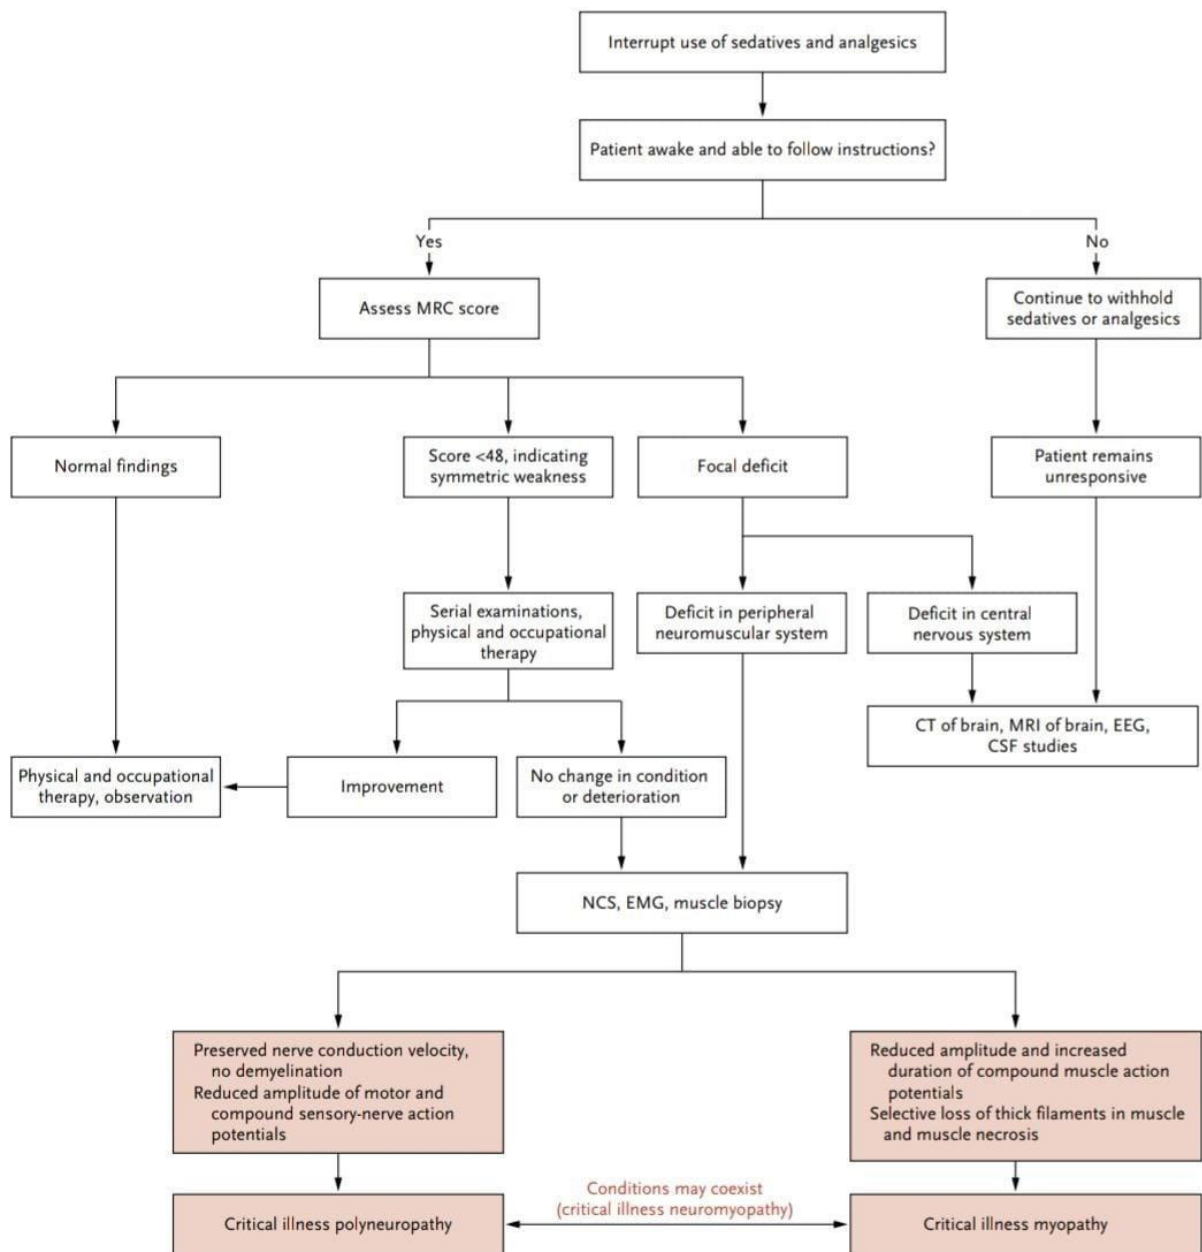 Interrupt use of sedatives and analgesics
Patient awake and able to follow instructions?
Yes
No
Assess MRC score
Continue to withhold
sedatives or analgesics
Normal findings
Score <48, indicating
symmetric weakness
Focal deficit
Patient remains
unresponsive
Serial examinations,
physical and occupational
therapy
Deficit in peripheral
neuromuscular system
Deficit in central
nervous system
CT of brain, MRI of brain, EEG,
CSF studies
Physical and occupational
therapy, observation
Improvement
No change in condition
or deterioration
NCS, EMG, muscle biopsy
Preserved nerve conduction velocity,
no demyelination
Reduced amplitude of motor and
compound sensory-nerve action
potentials
Reduced amplitude and increased
duration of compound muscle action
potentials
Selective loss of thick filaments in muscle
and muscle necrosis
Conditions may coexist
(critical illness neuromyopathy)
Critical illness polyneuropathy
Critical illness myopathy